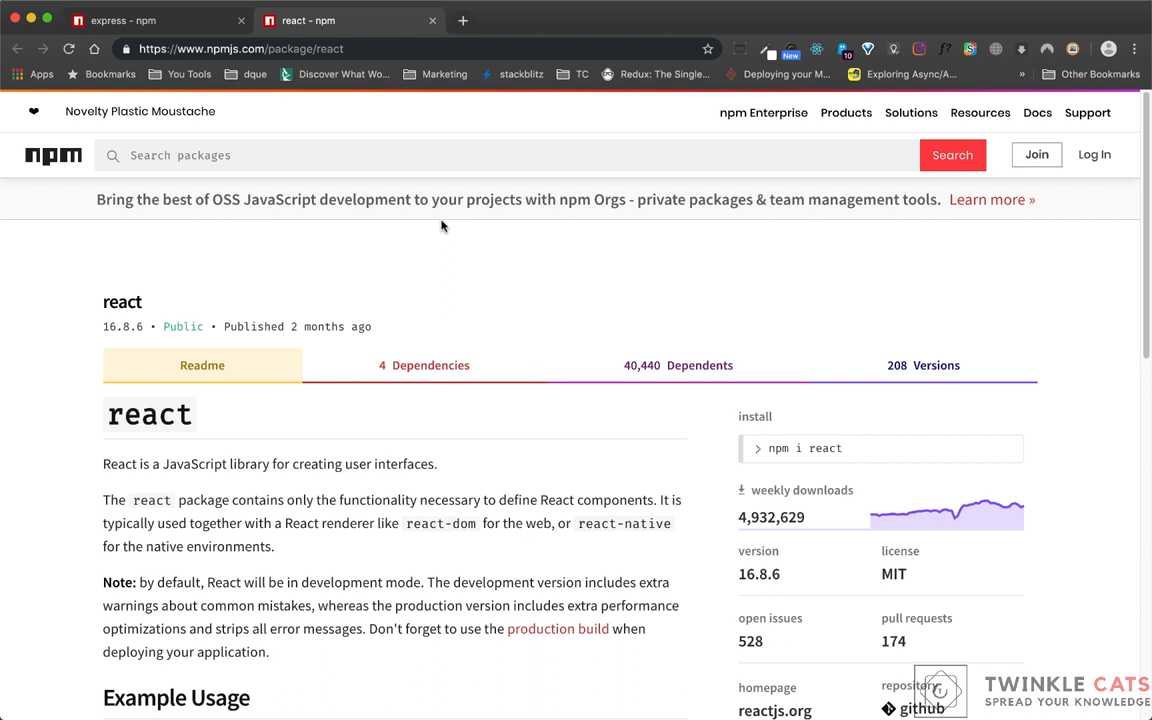 express - npm
react - npm
https://www.npmjs.com/package/react
New
10
f?
Apps
Bookmarks
You Tools
dque
Discover What Wo...
Marketing
stackblitz
TC
Redux: The Single...
Deploying your M...
Exploring Async/A...
»
Other Bookmarks
❤ Novelty Plastic Moustache
npm Enterprise
Products
Solutions
Resources
Docs
Support
npm
Search packages
Search
Join
Log In
Bring the best of OSS JavaScript development to your projects with npm Orgs - private packages & team management tools. Learn more »
react
16.8.6 • Public • Published 2 months ago
Readme
4 Dependencies
40,440 Dependents
208 Versions
react
React is a JavaScript library for creating user interfaces.
The react package contains only the functionality necessary to define React components. It is
typically used together with a React renderer like react-dom for the web, or react-native
for the native environments.
Note: by default, React will be in development mode. The development version includes extra
warnings about common mistakes, whereas the production version includes extra performance
optimizations and strips all error messages. Don't forget to use the production build when
deploying your application.
Example Usage
install
> npm i react
weekly downloads
4,932,629
version
16.8.6
license
MIT
open issues
528
pull requests
174
homepage
reactjs.org
repository
github
TWINKLE CATS
SPREAD YOUR KNOWLEDGE